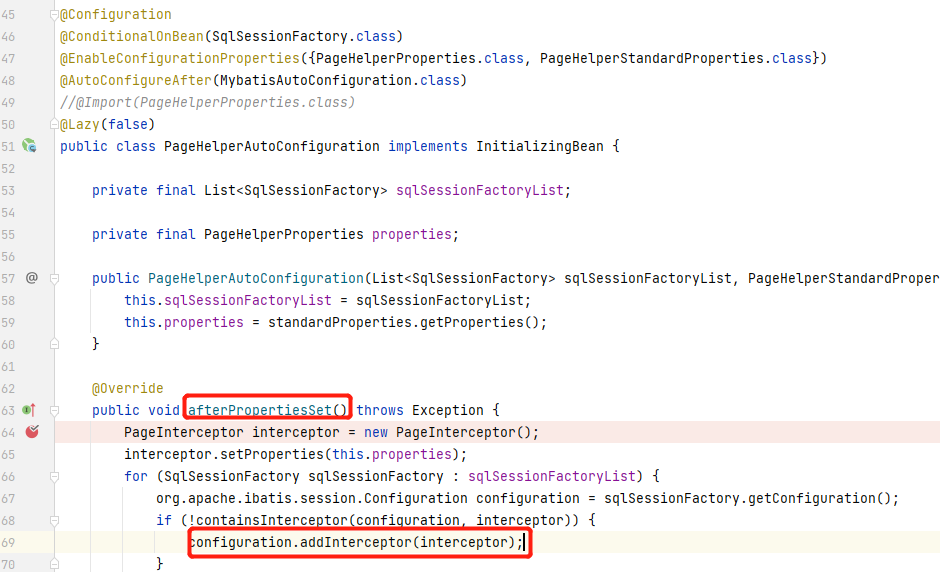 45 @Configuration
46 @ConditionalOnBean(SqlSessionFactory.class)
47 @EnableConfigurationProperties({PageHelperProperties.class, PageHelperStandardProperties.class})
48 @AutoConfigureAfter(MybatisAutoConfiguration.class)
49 //@Import(PageHelperProperties.class)
50 @Lazy(false)
51 public class PageHelperAutoConfiguration implements InitializingBean {
52
53 private final List<SqlSessionFactory> sqlSessionFactoryList;
54
55 private final PageHelperProperties properties;
56
57 @ public PageHelperAutoConfiguration(List<SqlSessionFactory> sqlSessionFactoryList, PageHelperStandardProper
58 this.sqlSessionFactoryList = sqlSessionFactoryList;
59 this.properties = standardProperties.getProperties();
60 }
61
62 @Override
63 public void afterPropertiesSet() throws Exception {
64 PageInterceptor interceptor = new PageInterceptor();
65 interceptor.setProperties(this.properties);
66 for (SqlSessionFactory sqlSessionFactory : sqlSessionFactoryList) {
67 org.apache.ibatis.session.Configuration configuration = sqlSessionFactory.getConfiguration();
68 if (!containsInterceptor(configuration, interceptor)) {
69 configuration.addInterceptor(interceptor);
70 }